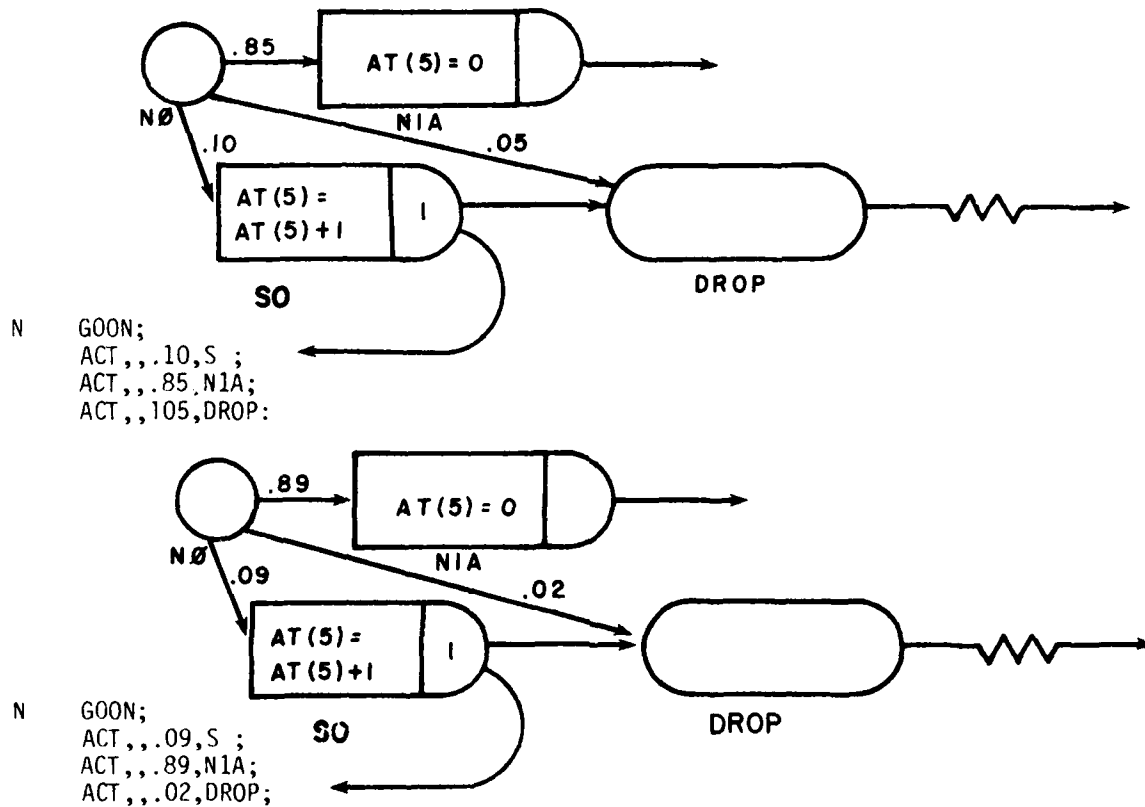 .85
AT(5)=0
NØ
N1A
.10
.05
AT(5)=
AT(5)+1
1
SO
DROP
N GOON;
ACT,,.10,S ;
ACT,,.85,N1A;
ACT,,105,DROP:
.89
AT(5)=0
NØ
N1A
.09
.02
AT(5)=
AT(5)+1
1
SO
DROP
N GOON;
ACT,,.09,S ;
ACT,,.89,N1A;
ACT,,.02,DROP;